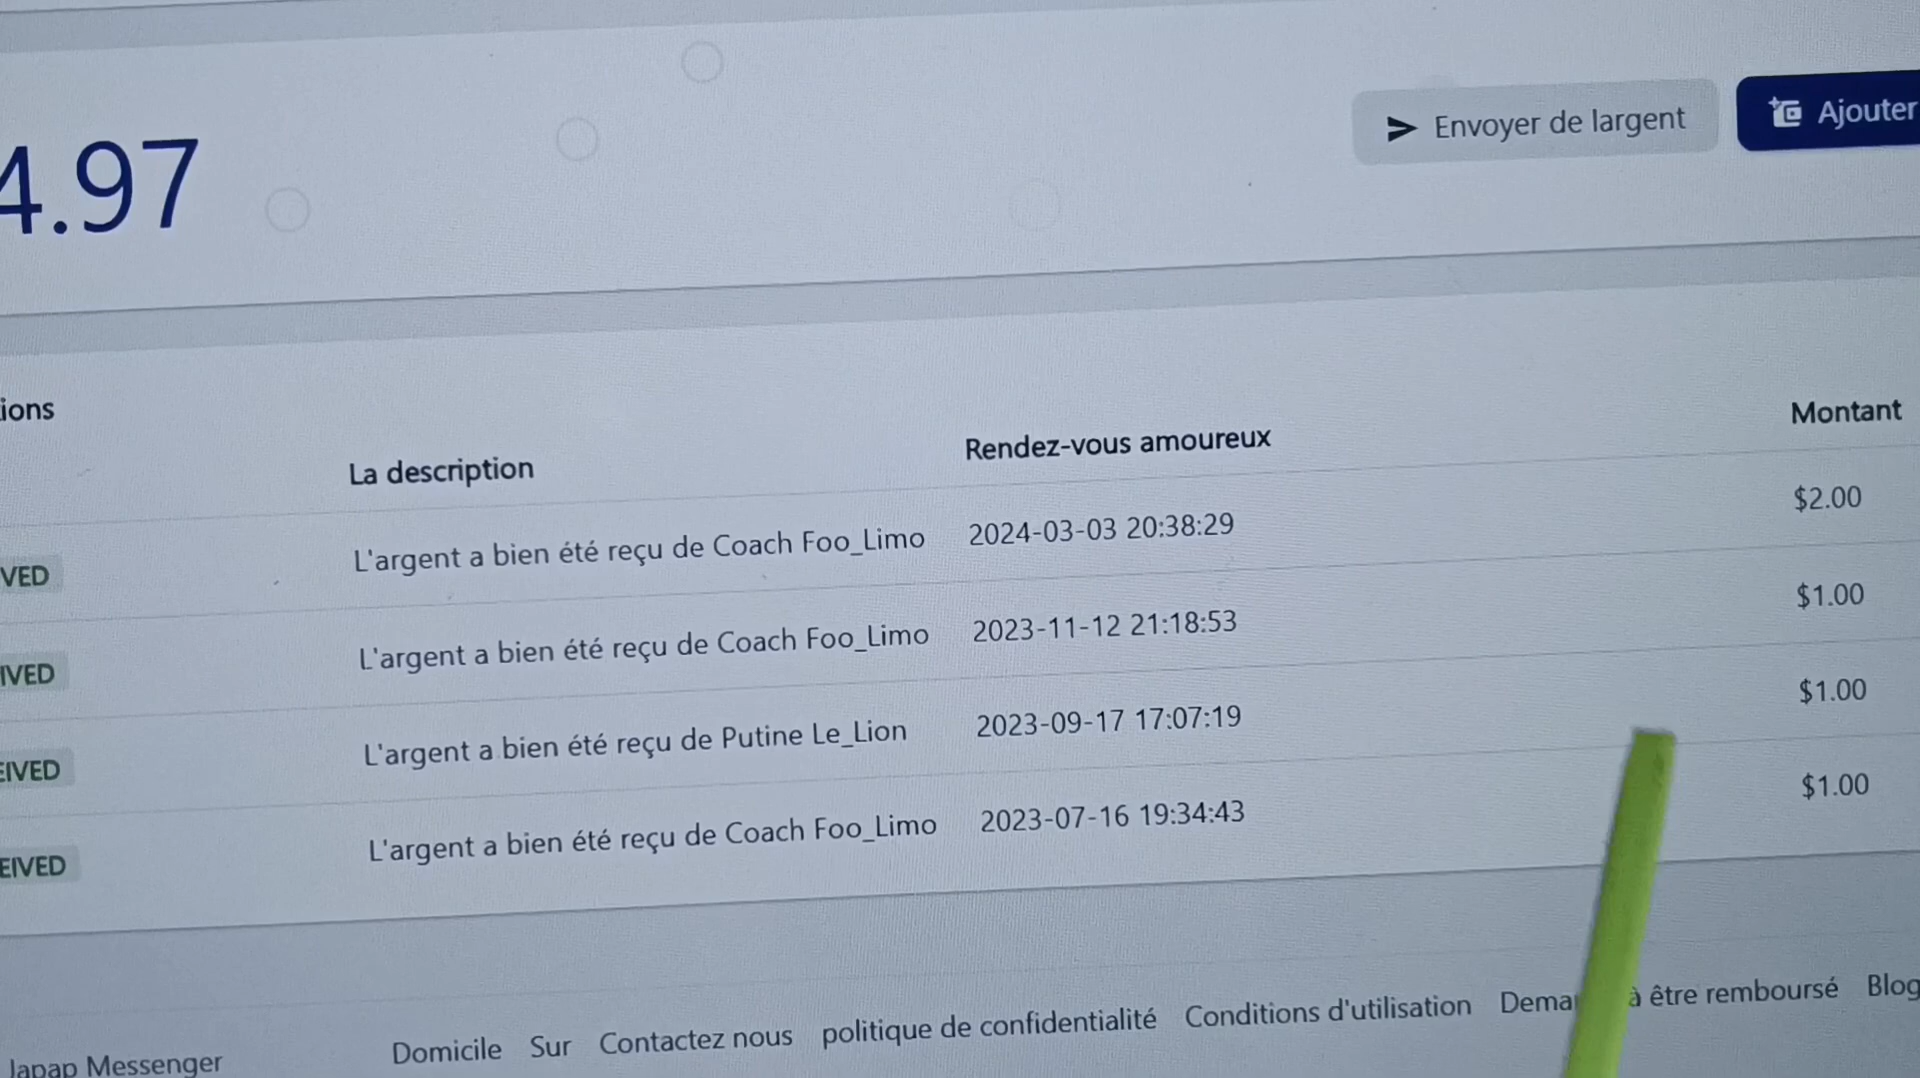 4.97
Envoyer de largent
Ajouter
ions
La description
Rendez-vous amoureux
Montant
VED
L'argent a bien été reçu de Coach Foo_Limo
2024-03-03 20:38:29
$2.00
IVED
L'argent a bien été reçu de Coach Foo_Limo
2023-11-12 21:18:53
$1.00
EIVED
L'argent a bien été reçu de Putine Le_Lion
2023-09-17 17:07:19
$1.00
EIVED
L'argent a bien été reçu de Coach Foo_Limo
2023-07-16 19:34:43
$1.00
Japap Messenger
Domicile Sur Contactez nous politique de confidentialité Conditions d'utilisation Dema à être remboursé Blog